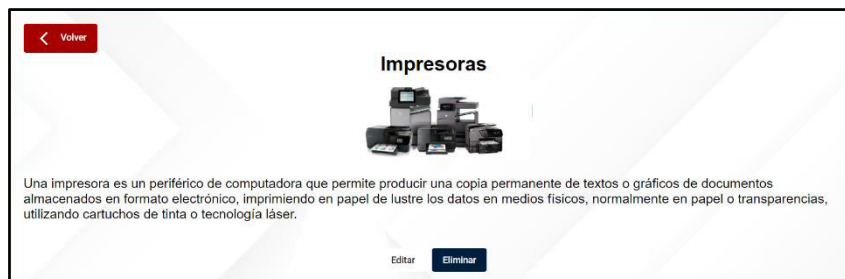 Volver
Impresoras
Una impresora es un periférico de computadora que permite producir una copia permanente de textos o gráficos de documentos
almacenados en formato electrónico, imprimiendo en papel de lustre los datos en medios físicos, normalmente en papel o transparencias,
utilizando cartuchos de tinta o tecnología láser.
Editar Eliminar